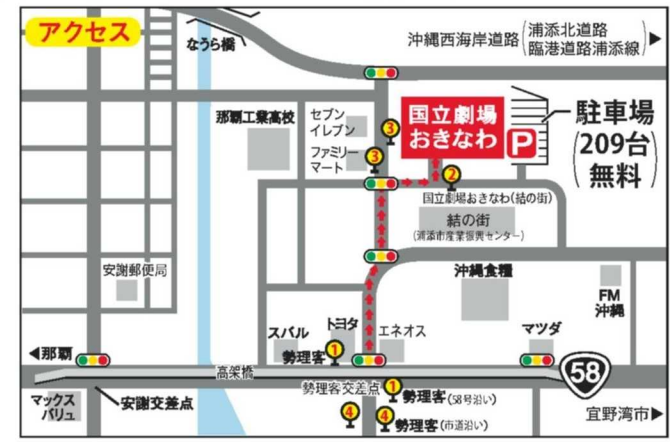 アクセス
なうら橋
沖縄西海岸道路
浦添北道路
臨港道路浦添線
那覇工業高校
セブン
イレブン
ファミリー
マート
3
3
国立劇場
おきなわ
P
駐車場
209台
無料
2
国立劇場おきなわ(結の街)
結の街
(浦添市産業振興センター)
安謝郵便局
沖縄食糧
FM
沖縄
スバル
トヨタ
エネオス
マツダ
勢理客
1
那覇
高架橋
58
勢理客交差点
1
勢理客(58号沿い)
マックス
バリュ
安謝交差点
4
4
勢理客(市道沿い)
宜野湾市